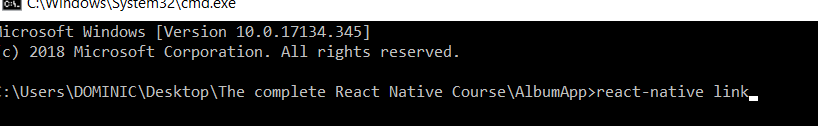 C:\Windows\System32\cmd.exe
Microsoft Windows [Version 10.0.17134.345]
(c) 2018 Microsoft Corporation. All rights reserved.
C:\Users\DOMINIC\Desktop\The complete React Native Course\AlbumApp>react-native link